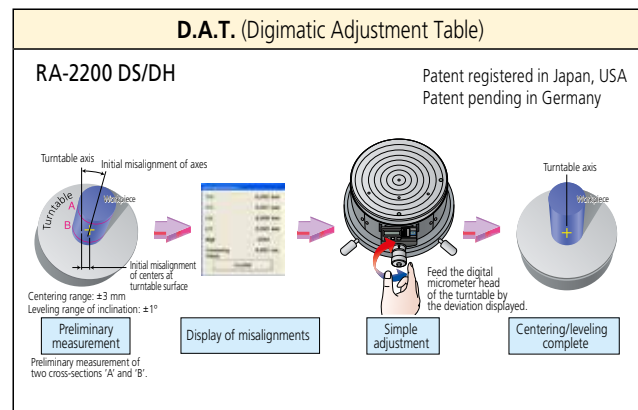 D.A.T. (Digimatic Adjustment Table)
RA-2200 DS/DH
Patent registered in Japan, USA
Patent pending in Germany
Turntable axis
Initial misalignment of axes
Turntable
A
B
Workpiece
Initial misalignment
of centers at
turntable surface
Centering range: ±3 mm
Leveling range of inclination: ±1°
Feed the digital
micrometer head
of the turntable by
the deviation displayed.
Turntable axis
Workpiece
Preliminary
measurement
Display of misalignments
Simple
adjustment
Centering/leveling
complete
Preliminary measurement of
two cross-sections 'A' and 'B'.